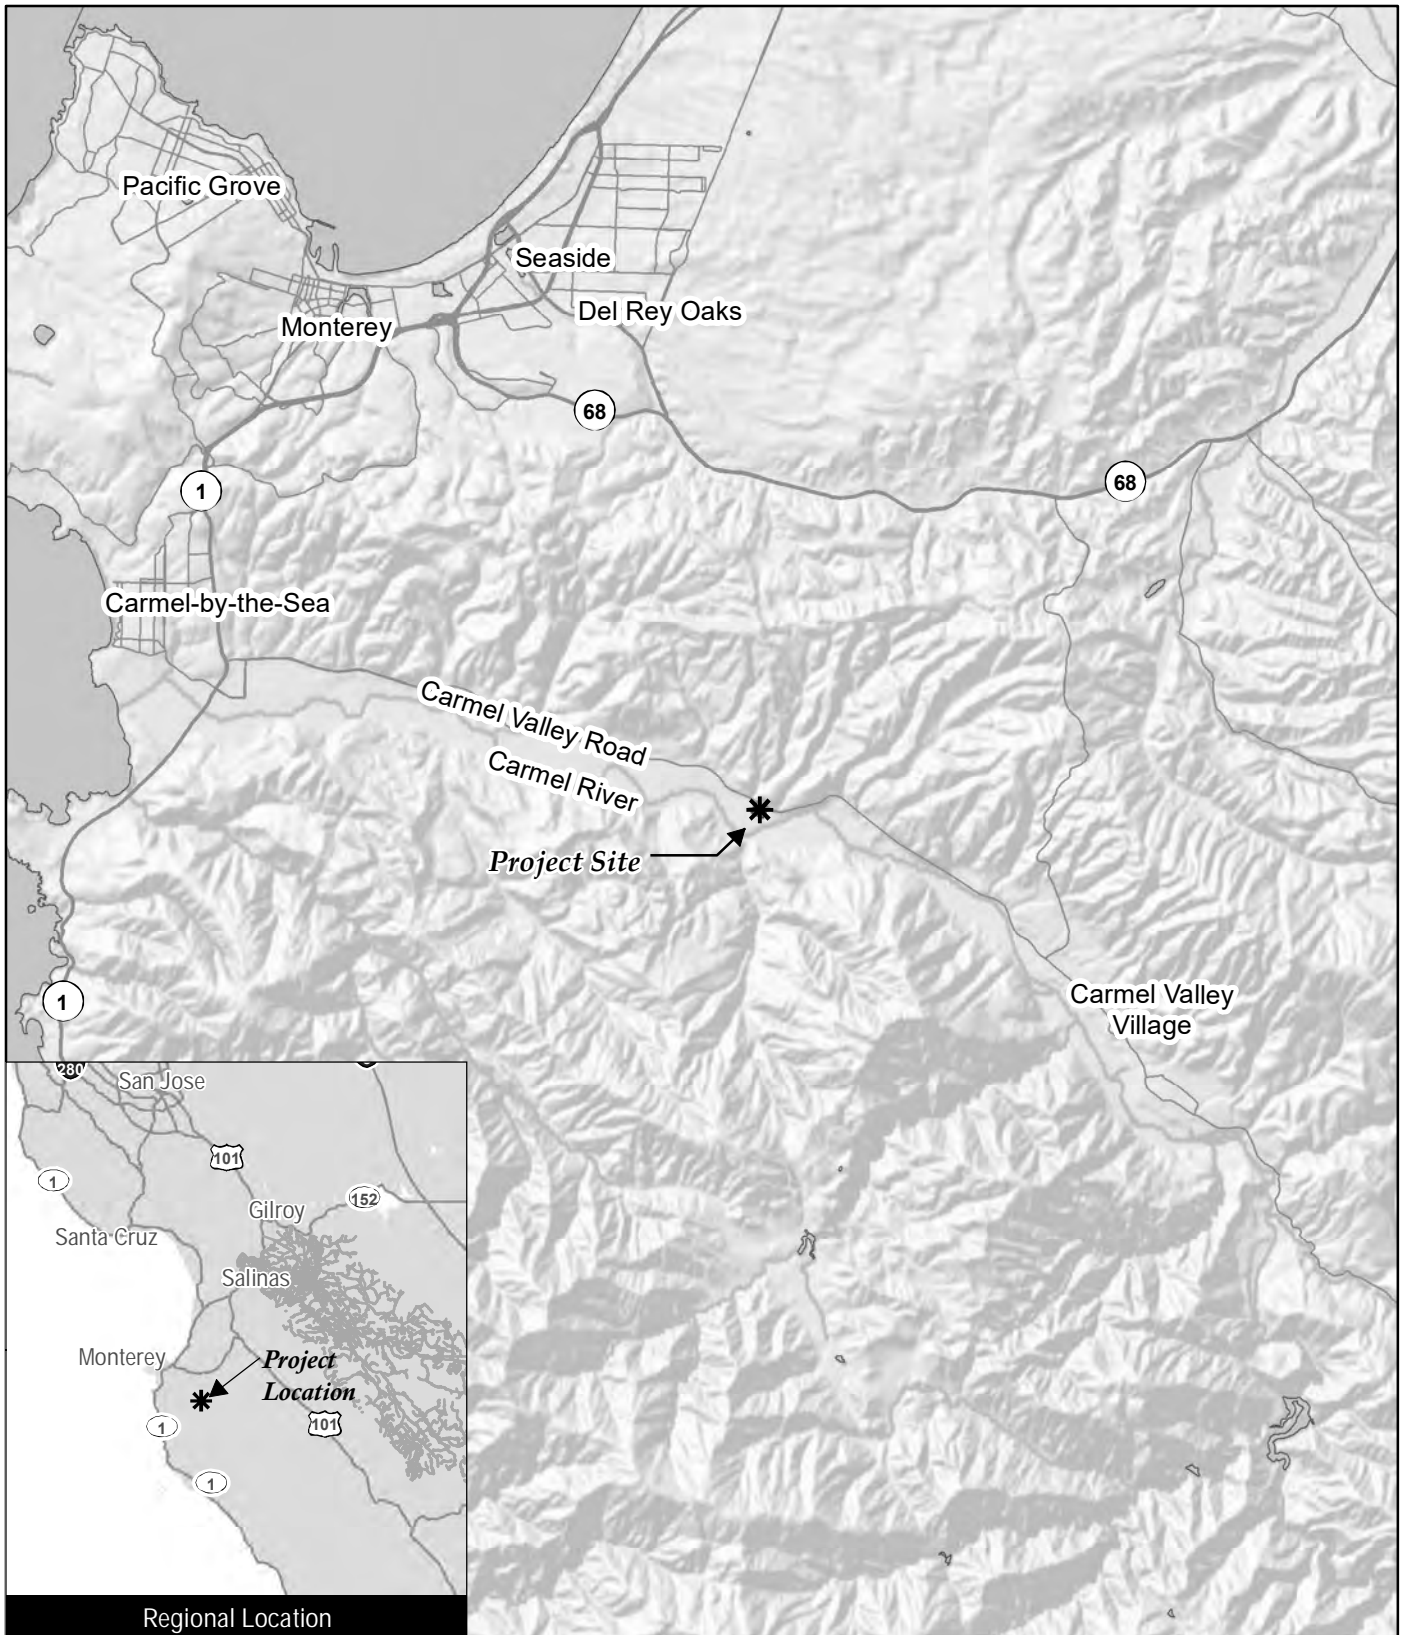 Pacific Grove
Seaside
Del Rey Oaks
Monterey
68
68
1
Carmel-by-the-Sea
Carmel Valley Road
Carmel River
Project Site
1
Carmel Valley
Village
280
San Jose
101
1
152
Gilroy
Santa Cruz
Salinas
Monterey
Project
Location
101
1
1
Regional Location